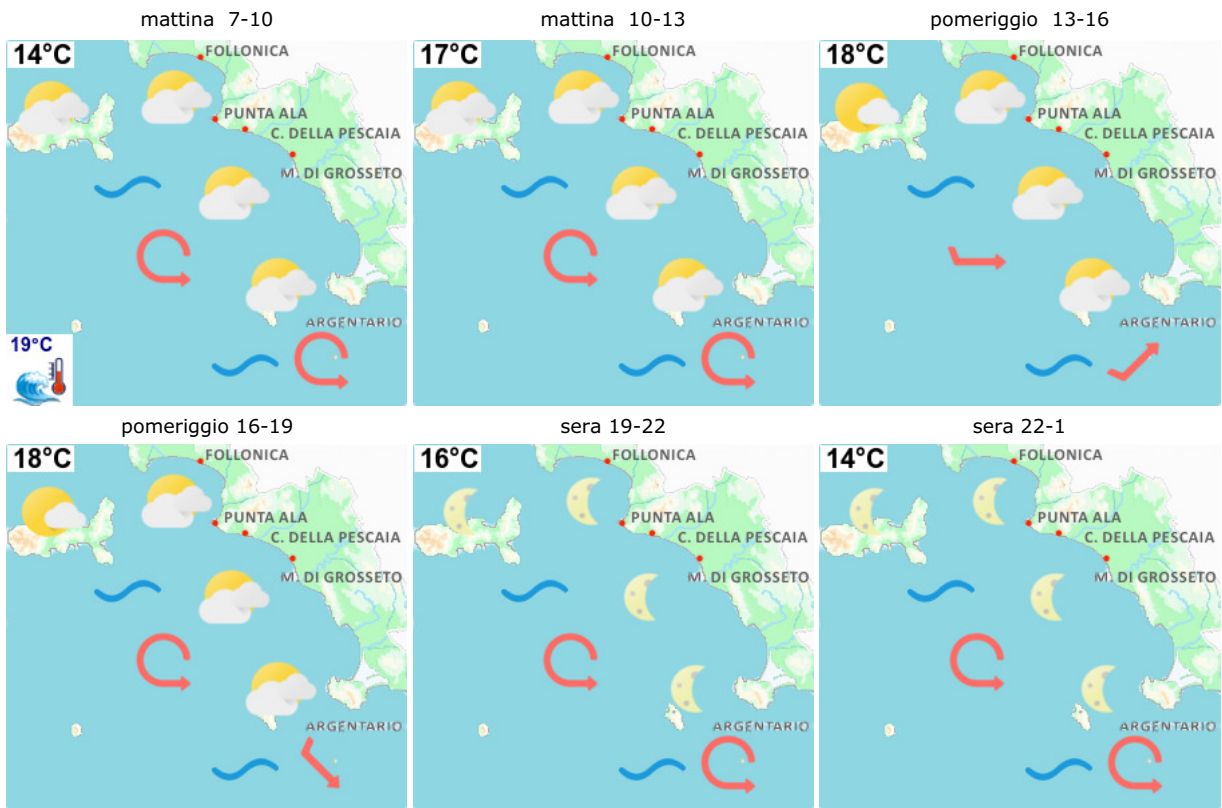 mattina 7-10
14°C
FOLLONICA
PUNTA ALA
C. DELLA PESCAIA
M. DI GROSSETO
ARGENTARIO
19°C
mattina 10-13
17°C
FOLLONICA
PUNTA ALA
C. DELLA PESCAIA
M. DI GROSSETO
ARGENTARIO
pomeriggio 13-16
18°C
FOLLONICA
PUNTA ALA
C. DELLA PESCAIA
M. DI GROSSETO
ARGENTARIO
pomeriggio 16-19
18°C
FOLLONICA
PUNTA ALA
C. DELLA PESCAIA
M. DI GROSSETO
ARGENTARIO
sera 19-22
16°C
FOLLONICA
PUNTA ALA
C. DELLA PESCAIA
M. DI GROSSETO
ARGENTARIO
sera 22-1
14°C
FOLLONICA
PUNTA ALA
C. DELLA PESCAIA
M. DI GROSSETO
ARGENTARIO